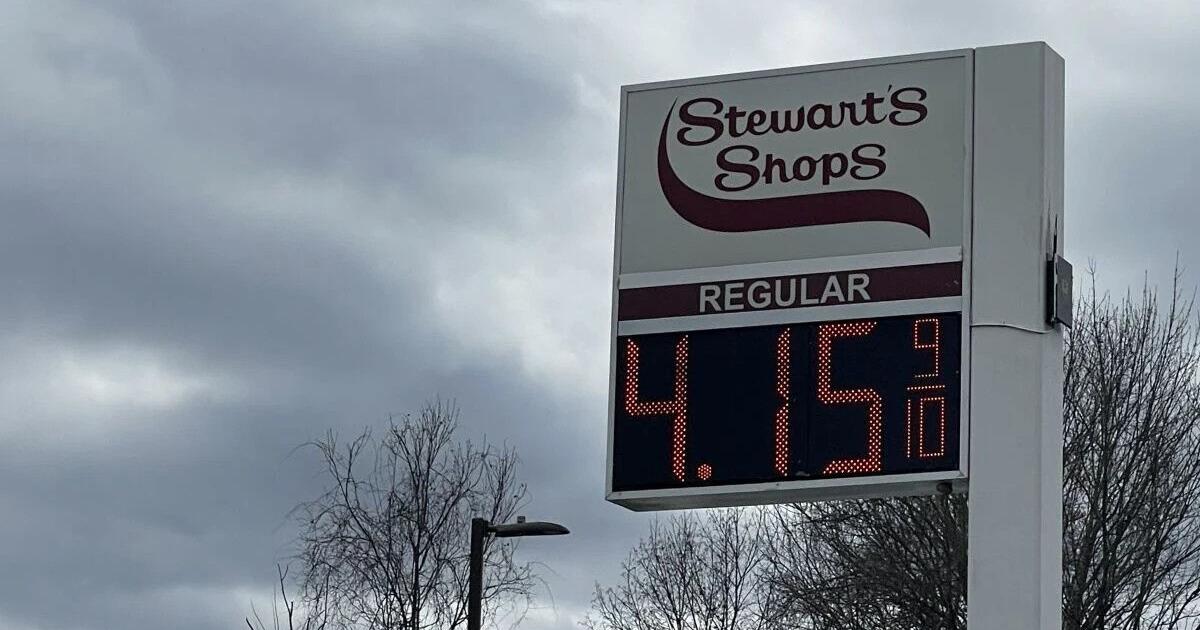 Stewart's
Shops
REGULAR
4.15 9/10